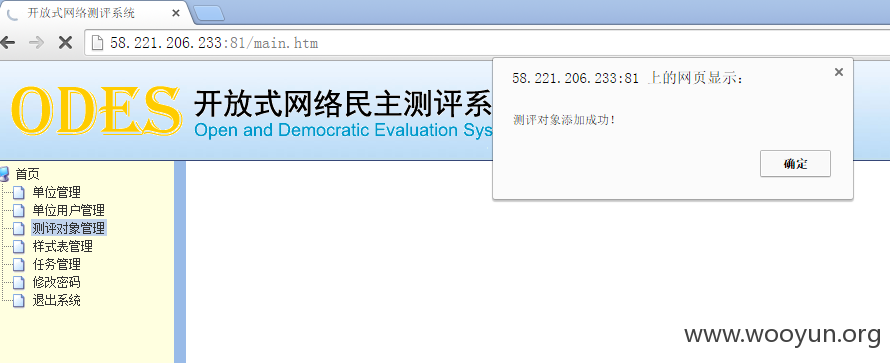 开放式网络测评系统
58.221.206.233:81/main.htm
58.221.206.233:81 上的网页显示:
测评对象添加成功!
确定
ODES
开放式网络民主测评系
Open and Democratic Evaluation Sys
首页
单位管理
单位用户管理
测评对象管理
样式表管理
任务管理
修改密码
退出系统
www.wooyun.org